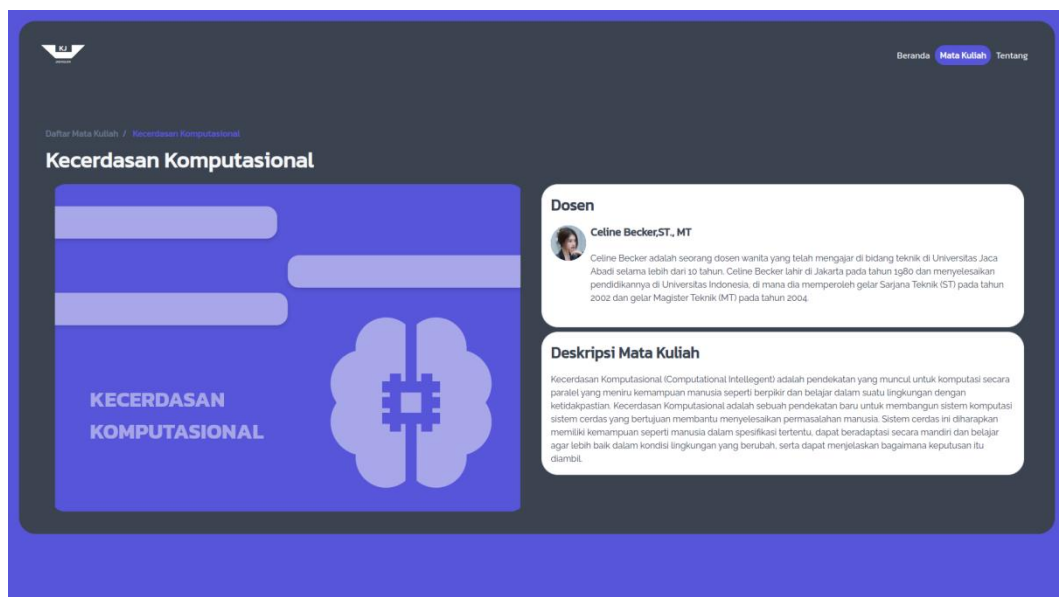 KJ
Beranda Mata Kuliah Tentang
Daftar Mata Kuliah / Kecerdasan Komputasional
Kecerdasan Komputasional
KECERDASAN
KOMPUTASIONAL
Dosen
Celine Becker,ST., MT
Celine Becker adalah seorang dosen wanita yang telah mengajar di bidang teknik di Universitas Jaca
Abadi selama lebih dari 10 tahun. Celine Becker lahir di Jakarta pada tahun 1980 dan menyelesaikan
pendidikannya di Universitas Indonesia, di mana dia memperoleh gelar Sarjana Teknik (ST) pada tahun
2002 dan gelar Magister Teknik (MT) pada tahun 2004.
Deskripsi Mata Kuliah
Kecerdasan Komputasional (Computational Intellegent) adalah pendekatan yang muncul untuk komputasi secara
paralel yang meniru kemampuan manusia seperti berpikir dan belajar dalam suatu lingkungan dengan
ketidakpastian. Kecerdasan Komputasional adalah sebuah pendekatan baru untuk membangun sistem komputasi
sistem cerdas yang bertujuan membantu menyelesaikan permasalahan manusia. Sistem cerdas ini diharapkan
memiliki kemampuan seperti manusia dalam spesifikasi tertentu, dapat beradaptasi secara mandiri dan belajar
agar lebih baik dalam kondisi lingkungan yang berubah, serta dapat menjelaskan bagaimana keputusan itu
diambil.